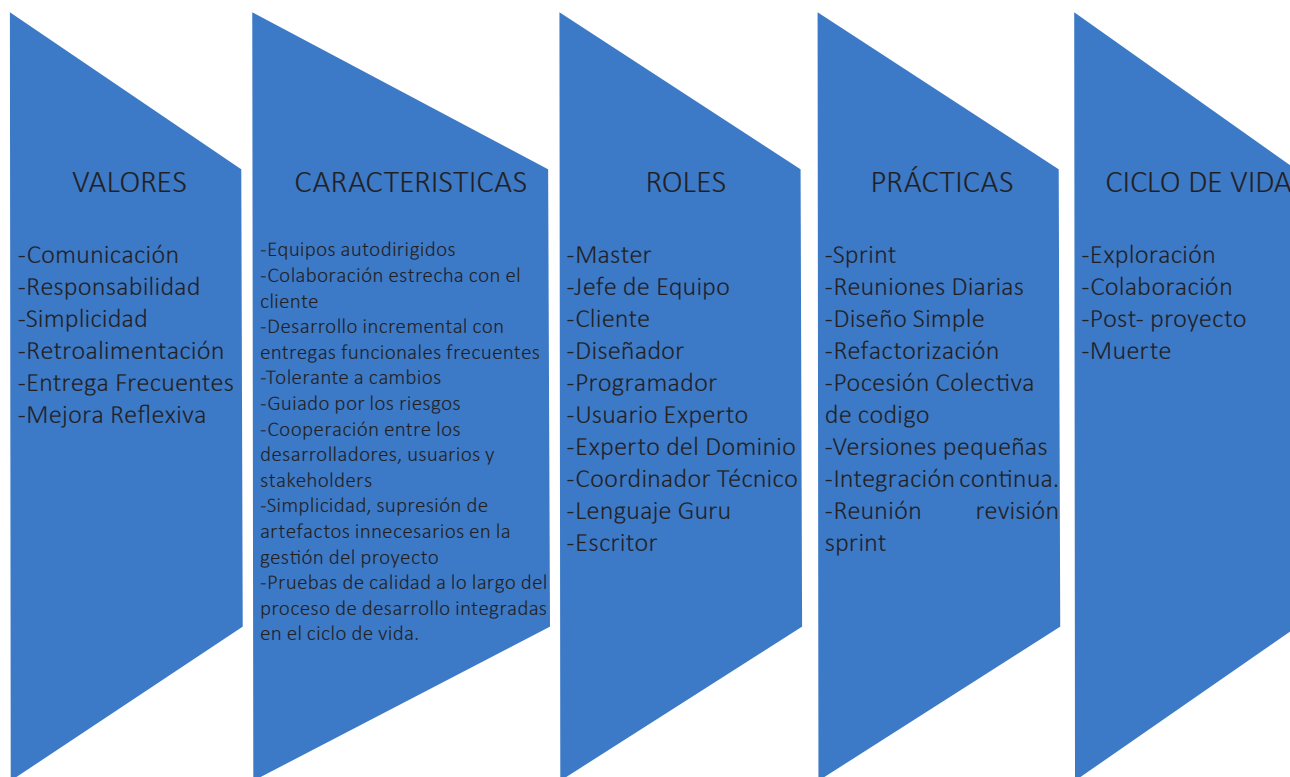 VALORES
-Comunicación
-Responsabilidad
-Simplicidad
-Retroalimentación
-Entrega Frecuentes
-Mejora Reflexiva
CARACTERISTICAS
-Equipos autodirigidos
-Colaboración estrecha con el
cliente
-Desarrollo incremental con
entregas funcionales frecuentes
-Tolerante a cambios
-Guiado por los riesgos
-Cooperación entre los
desarrolladores, usuarios y
stakeholders
-Simplicidad, supresión de
artefactos innecesarios en la
gestión del proyecto
-Pruebas de calidad a lo largo del
proceso de desarrollo integradas
en el ciclo de vida.
ROLES
-Master
-Jefe de Equipo
-Cliente
-Diseñador
-Programador
-Usuario Experto
-Experto del Dominio
-Coordinador Técnico
-Lenguaje Guru
-Escritor
PRÁCTICAS
-Sprint
-Reuniones Diarias
-Diseño Simple
-Refactorización
-Pocesión Colectiva
de codigo
-Versiones pequeñas
-Integración continua.
-Reunión revisión
sprint
CICLO DE VIDA
-Exploración
-Colaboración
-Post- proyecto
-Muerte